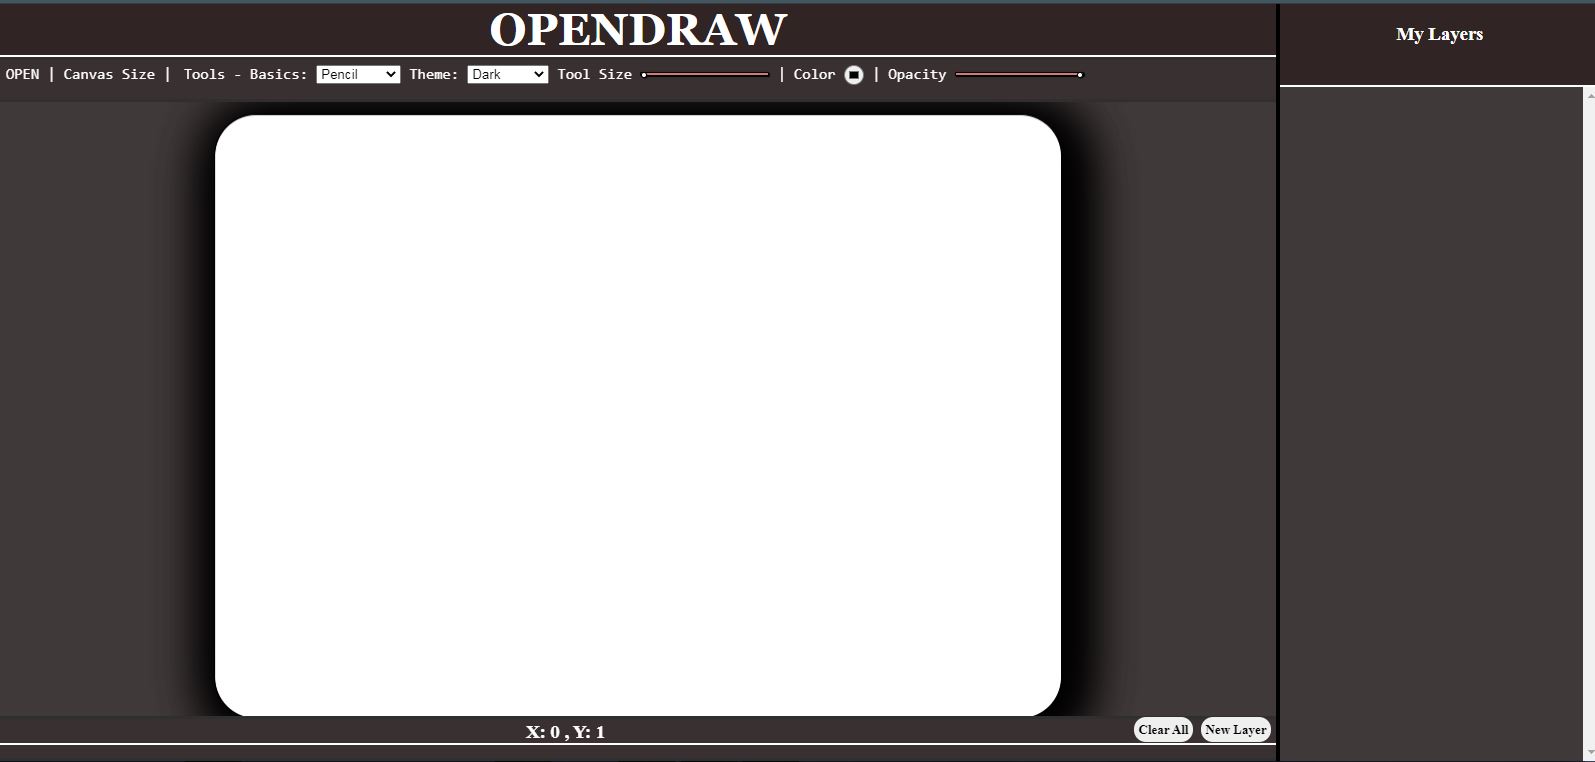 OPENDRAW
My Layers
OPEN | Canvas Size | Tools - Basics: Pencil Theme: Dark Tool Size | Color | Opacity
X: 0 , Y: 1
Clear All New Layer